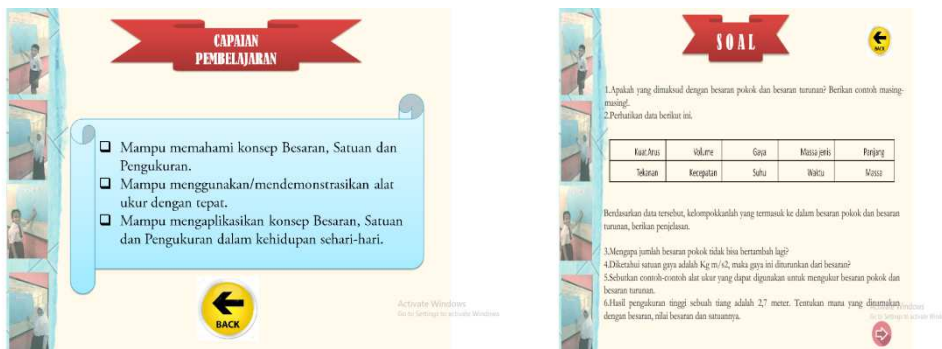 CAPAIAN
PEMBELAJARAN
Mampu memahami konsep Besaran, Satuan dan
Pengukuran.
Mampu menggunakan/mendemonstrasikan alat
ukur dengan tepat.
Mampu mengaplikasikan konsep Besaran, Satuan
dan Pengukuran dalam kehidupan sehari-hari.
BACK
Activate Windows
Go to Settings to activate Windows.
SOAL
BACK
1.Apakah yang dimaksud dengan besaran pokok dan besaran turunan? Berikan contoh masing-
masing!.
2.Perhatikan data berikut ini.
Kuat Arus Volume Gaya Massa jenis Panjang
Tekanan Kecepatan Suhu Waktu Massa
Berdasarkan data tersebut, kelompokkanlah yang termasuk ke dalam besaran pokok dan besaran
turunan, berikan penjelasan.
3.Mengapa jumlah besaran pokok tidak bisa bertambah lagi?
4.Diketahui satuan gaya adalah Kg m/s2, maka gaya ini diturunkan dari besaran?
5.Sebutkan contoh-contoh alat ukur yang dapat digunakan untuk mengukur besaran pokok dan
besaran turunan.
6.Hasil pengukuran tinggi sebuah tiang adalah 2,7 meter. Tentukan mana yang dinamakan
dengan besaran, nilai besaran dan satuannya.